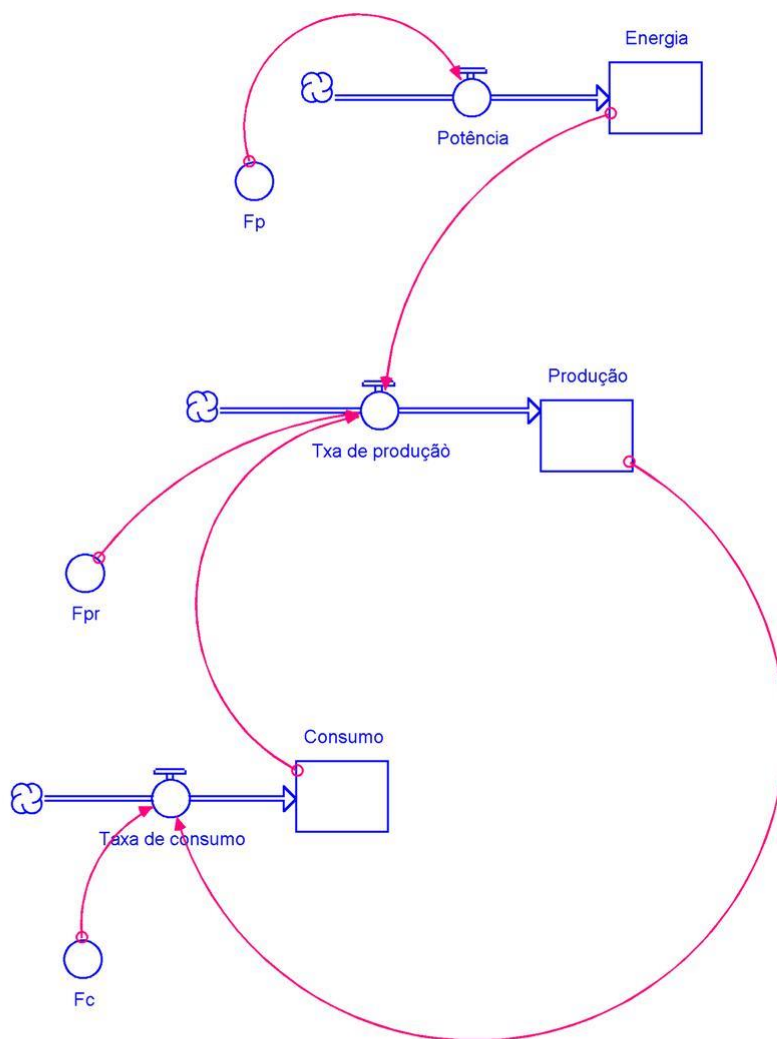 Energia
Potência
Fp
Produção
Txa de produçãò
Fpr
Consumo
Taxa de consumo
Fc